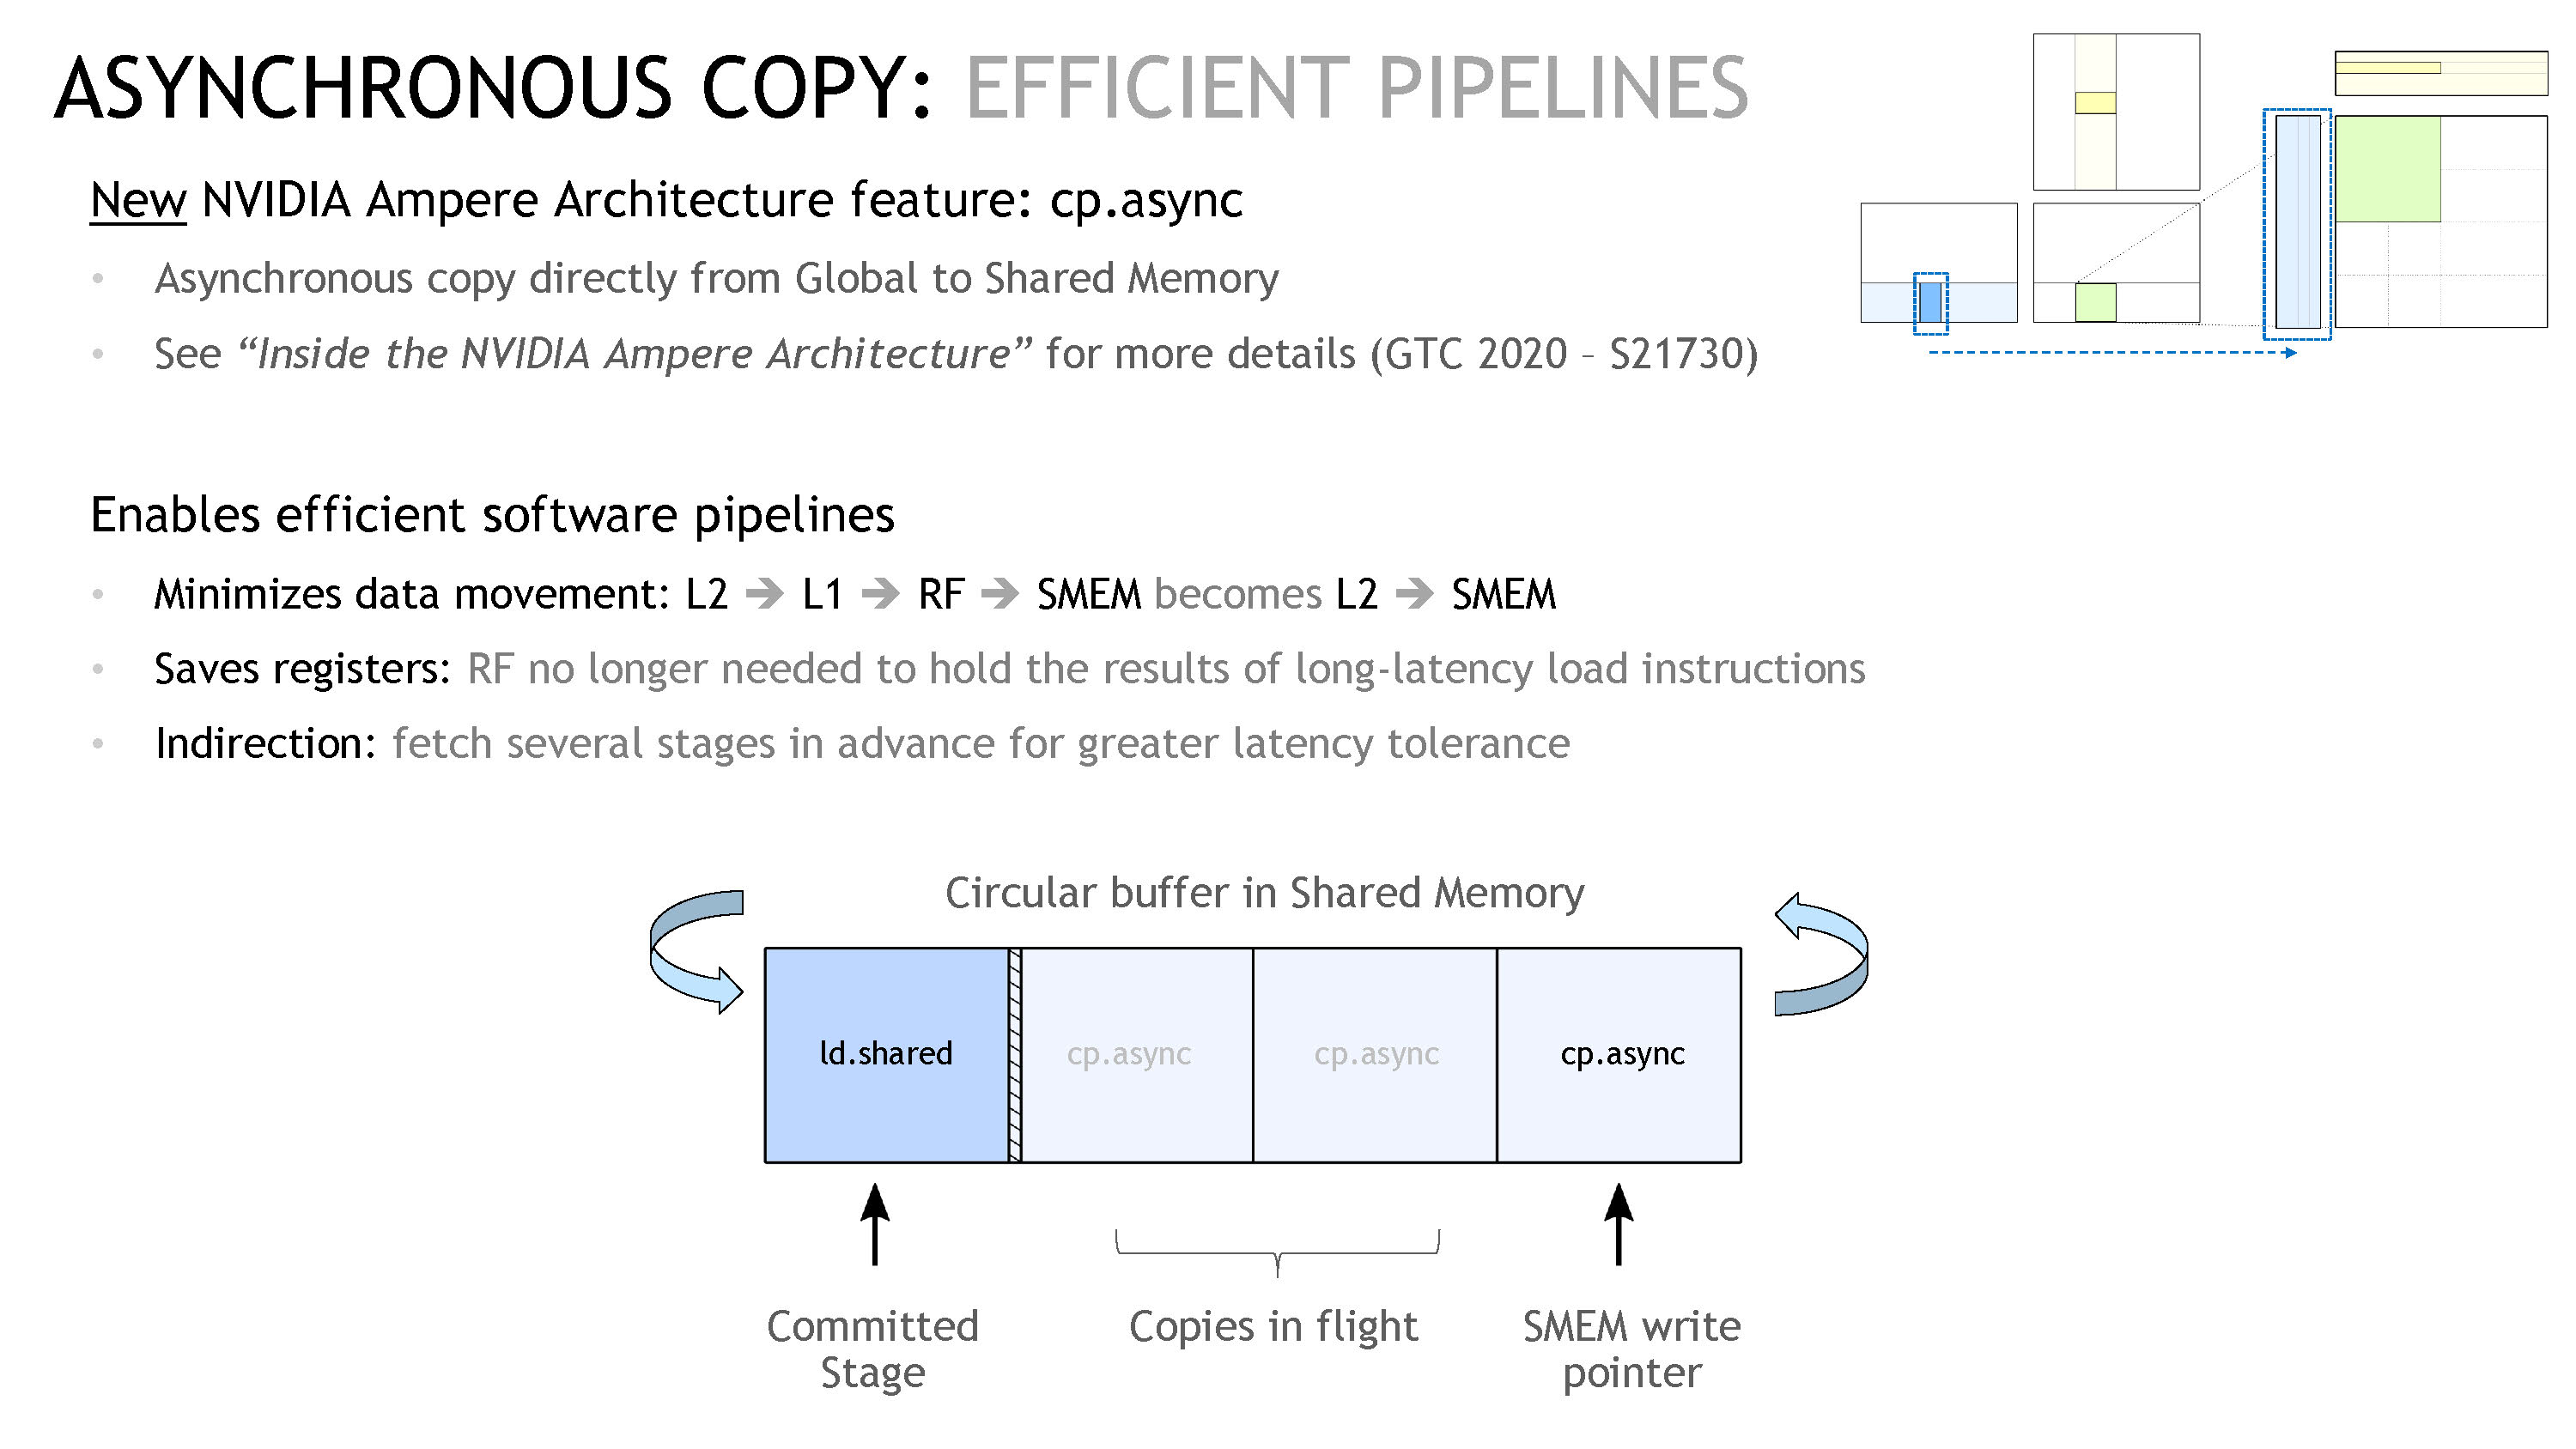 ASYNCHRONOUS COPY: EFFICIENT PIPELINES
New NVIDIA Ampere Architecture feature: cp.async
• Asynchronous copy directly from Global to Shared Memory
• See “Inside the NVIDIA Ampere Architecture” for more details (GTC 2020 – S21730)
Enables efficient software pipelines
• Minimizes data movement: L2 ➔ L1 ➔ RF ➔ SMEM becomes L2 ➔ SMEM
• Saves registers: RF no longer needed to hold the results of long-latency load instructions
• Indirection: fetch several stages in advance for greater latency tolerance
Circular buffer in Shared Memory
ld.shared cp.async cp.async cp.async
Committed
Stage
Copies in flight
SMEM write
pointer